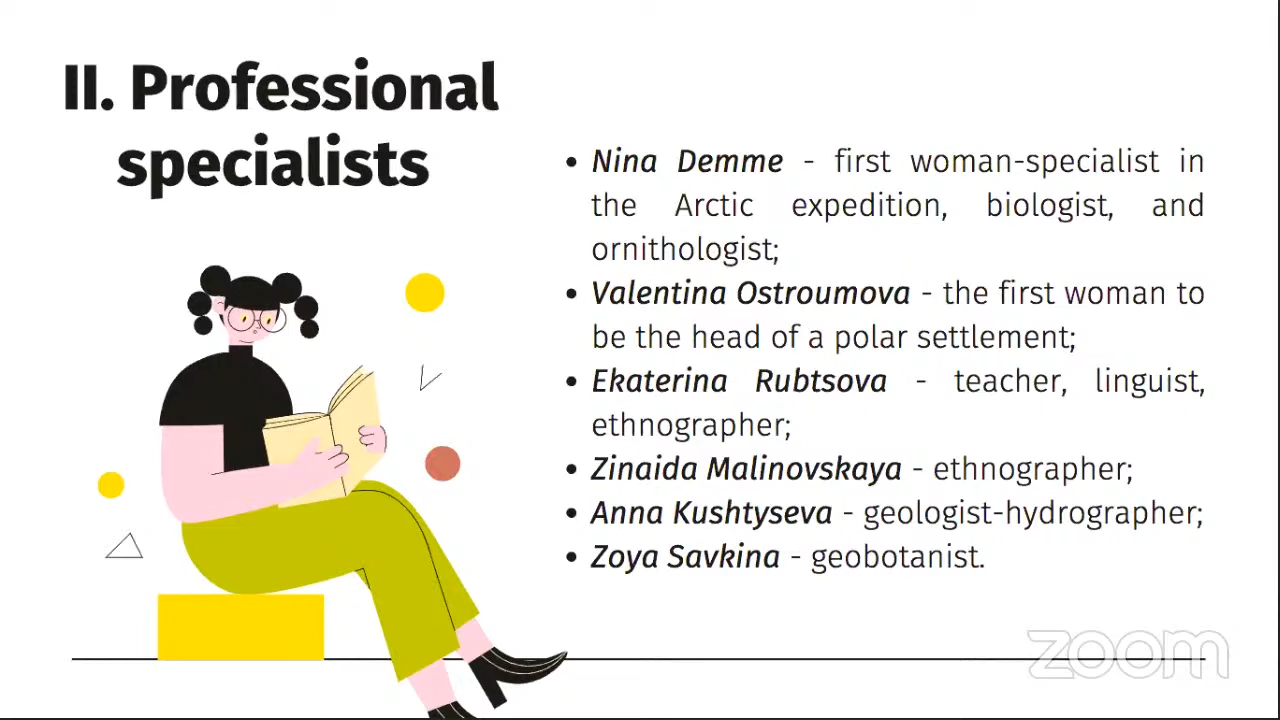 II. Professional
specialists
• Nina Demme - first woman-specialist in
the Arctic expedition, biologist, and
ornithologist;
• Valentina Ostroumova - the first woman to
be the head of a polar settlement;
• Ekaterina Rubtsova - teacher, linguist,
ethnographer;
• Zinaida Malinovskaya - ethnographer;
• Anna Kushtyseva - geologist-hydrographer;
• Zoya Savkina - geobotanist.
zoom